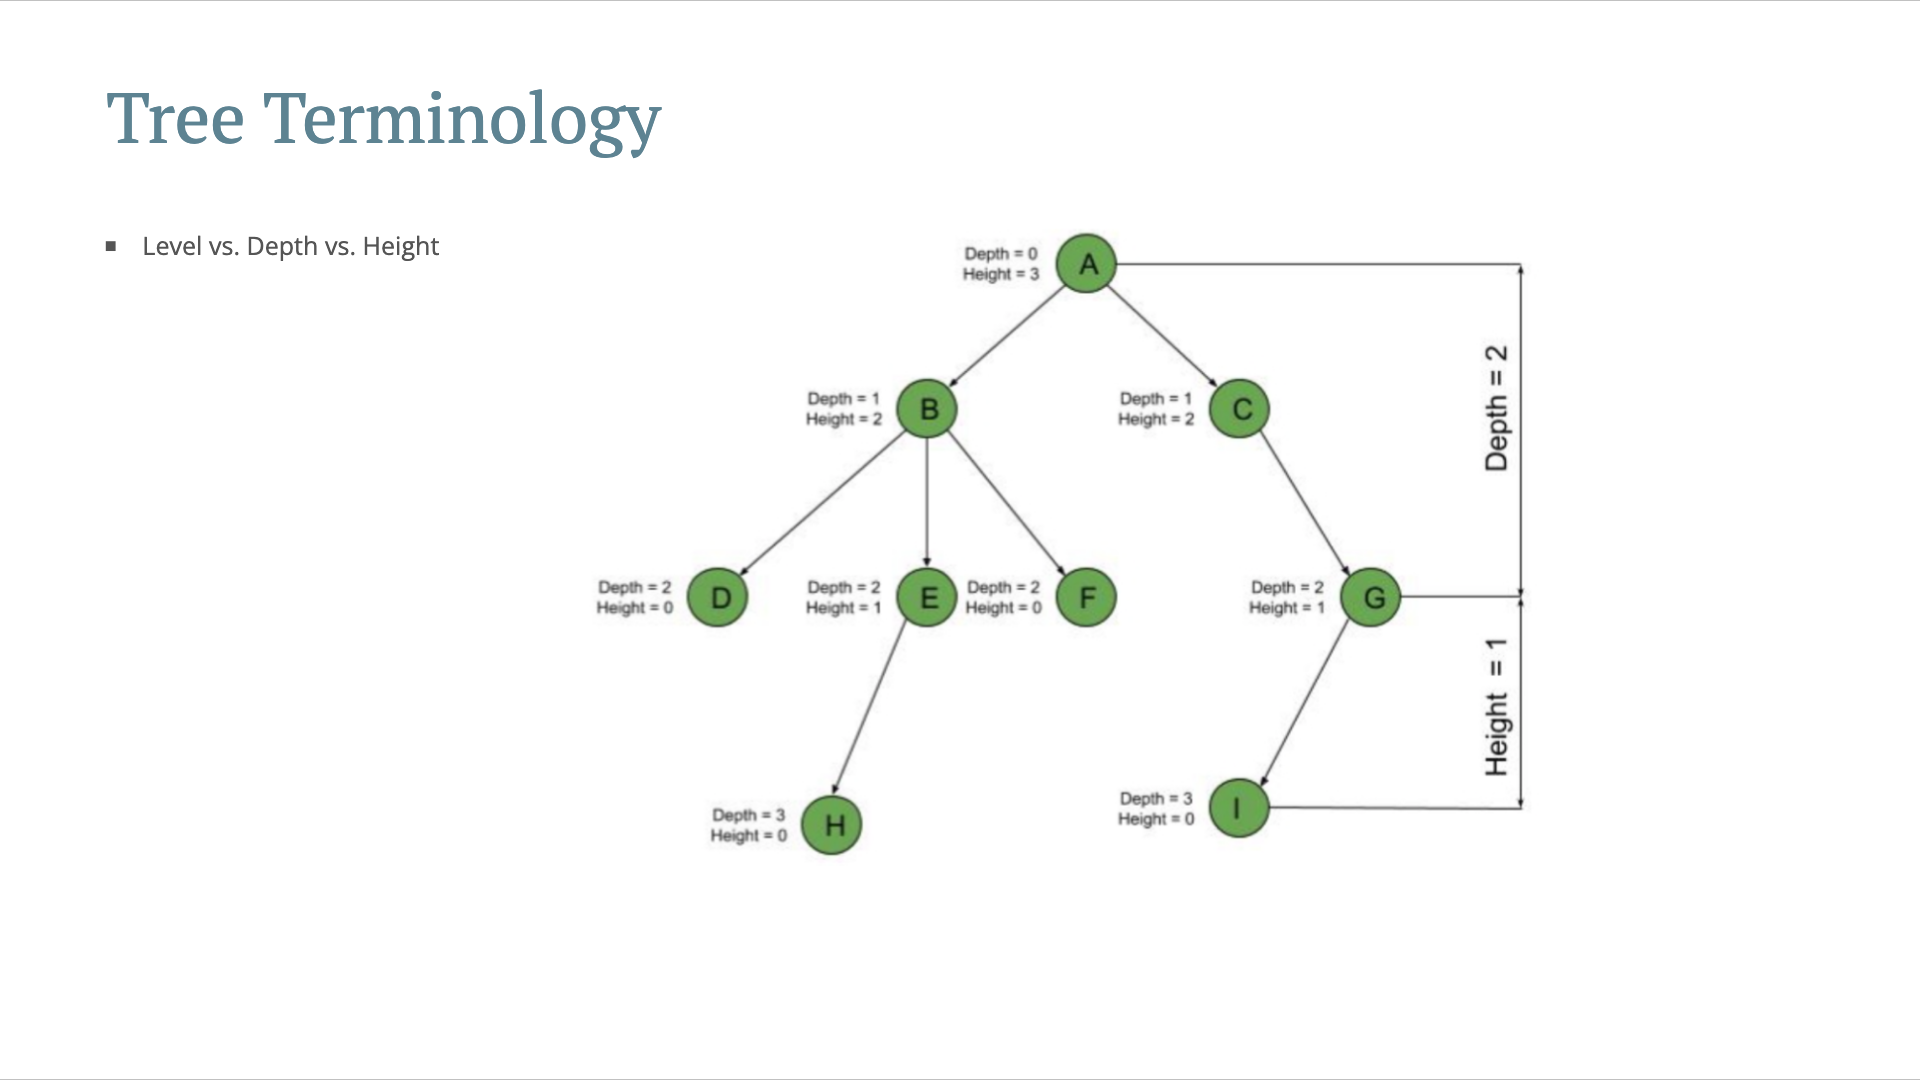 Tree Terminology
▪ Level vs. Depth vs. Height
Depth = 0
Height = 3
A
Depth = 1
Height = 2
B
Depth = 1
Height = 2
C
Depth = 2
Depth = 2
Height = 0
D
Depth = 2
Height = 1
E
Depth = 2
Height = 0
F
Depth = 2
Height = 1
G
Height = 1
Depth = 3
Height = 0
H
Depth = 3
Height = 0
I